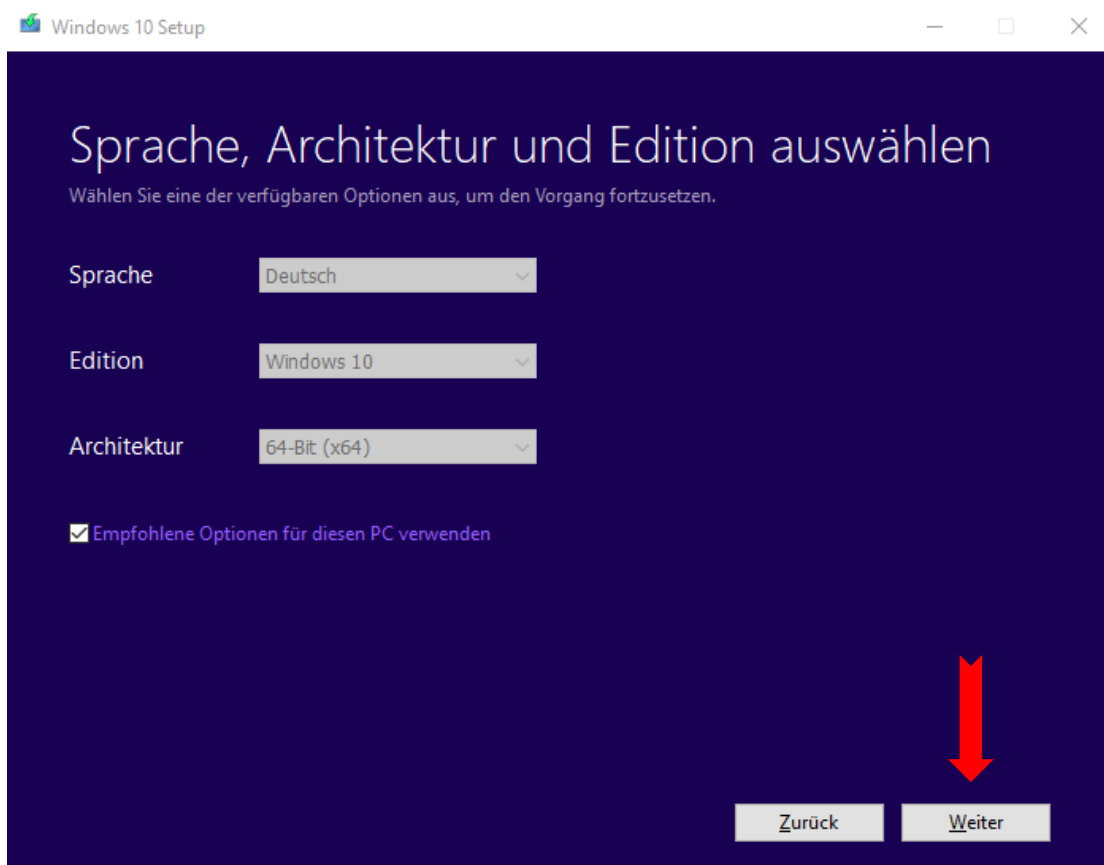 Windows 10 Setup
Sprache, Architektur und Edition auswählen
Wählen Sie eine der verfügbaren Optionen aus, um den Vorgang fortzusetzen.
Sprache Deutsch
Edition Windows 10
Architektur 64-Bit (x64)
Empfohlene Optionen für diesen PC verwenden
Zurück Weiter